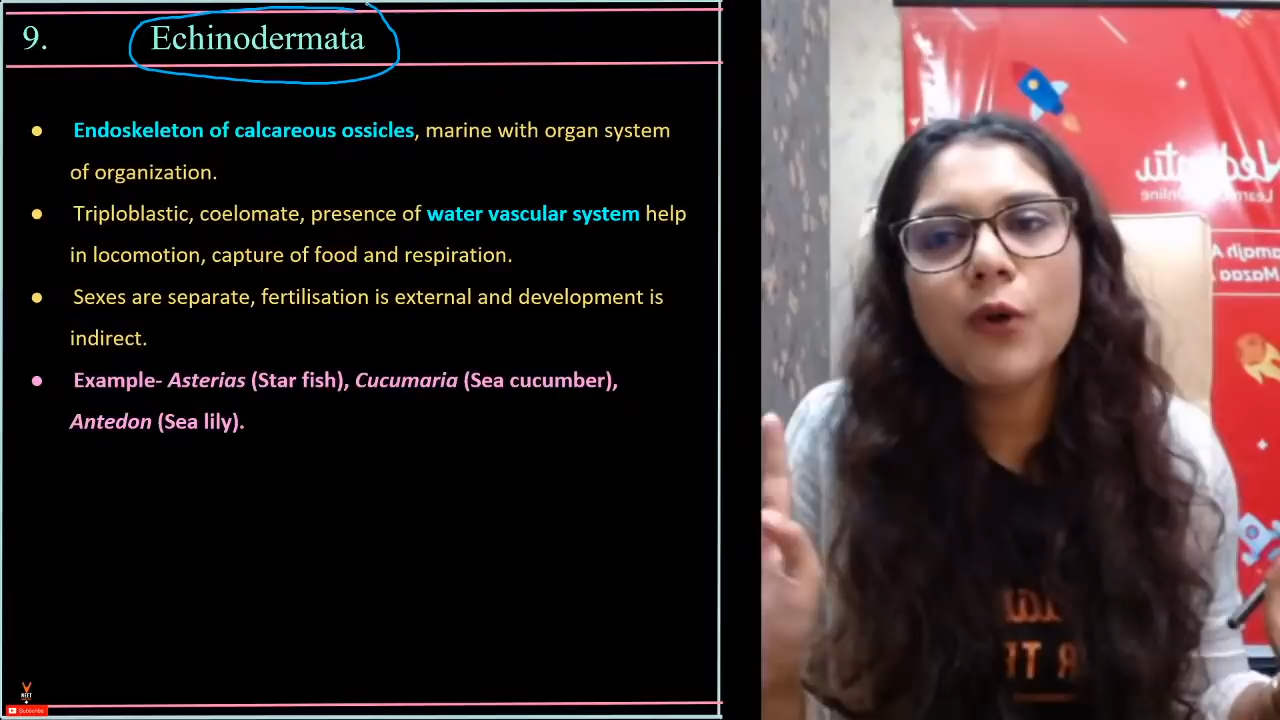 9. Echinodermata
● Endoskeleton of calcareous ossicles, marine with organ system
of organization.
● Triploblastic, coelomate, presence of water vascular system help
in locomotion, capture of food and respiration.
● Sexes are separate, fertilisation is external and development is
indirect.
● Example- Asterias (Star fish), Cucumaria (Sea cucumber),
Antedon (Sea lily).
NEET
Subscribe